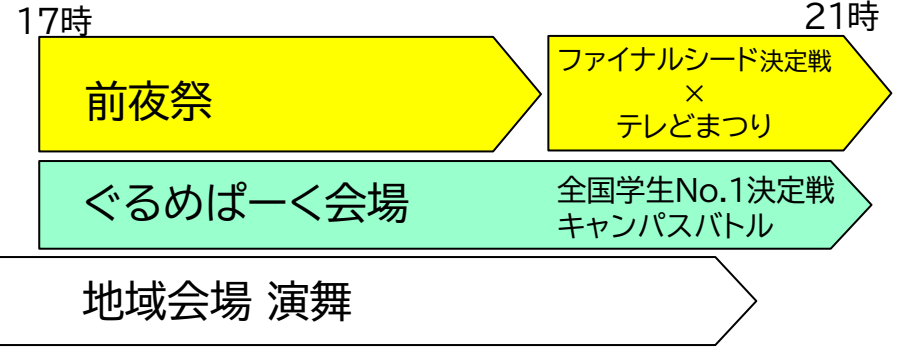 17時
21時
前夜祭
ファイナルシード決定戦
×
テレどまつり
ぐるめぱーく会場
全国学生No.1決定戦
キャンパスバトル
地域会場 演舞